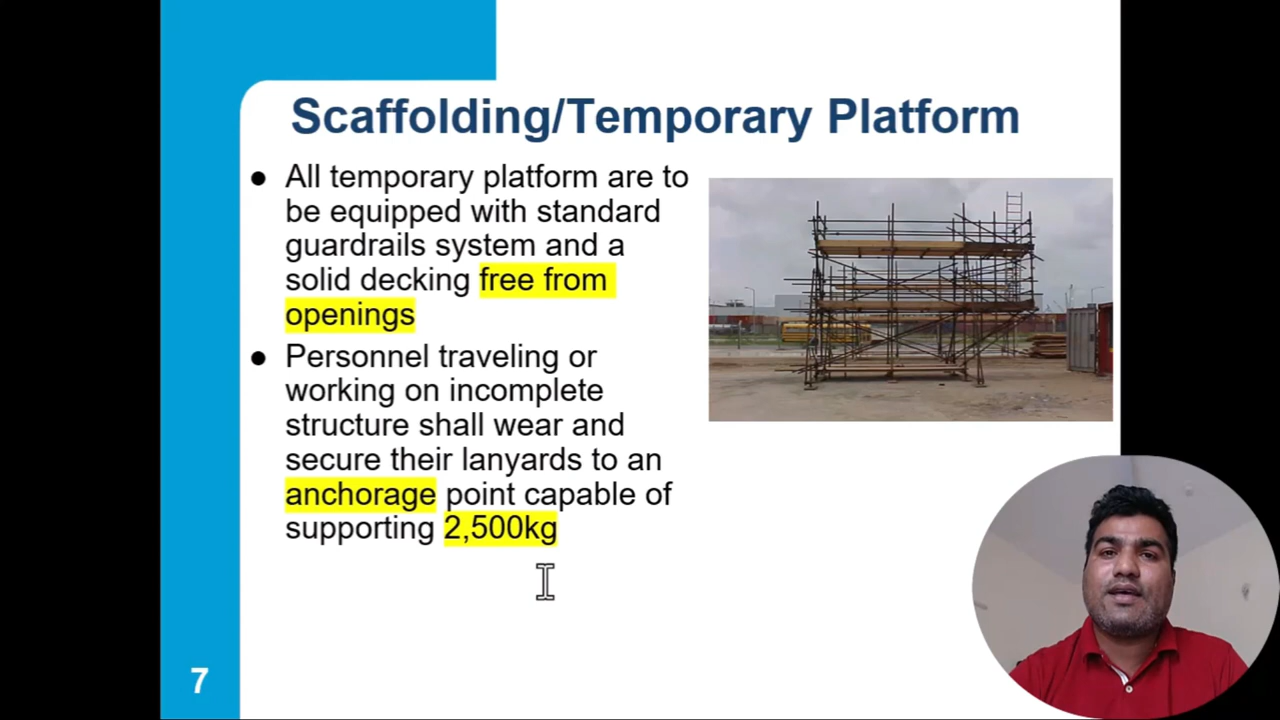 Scaffolding/Temporary Platform
● All temporary platform are to
be equipped with standard
guardrails system and a
solid decking free from
openings
● Personnel traveling or
working on incomplete
structure shall wear and
secure their lanyards to an
anchorage point capable of
supporting 2,500kg
7